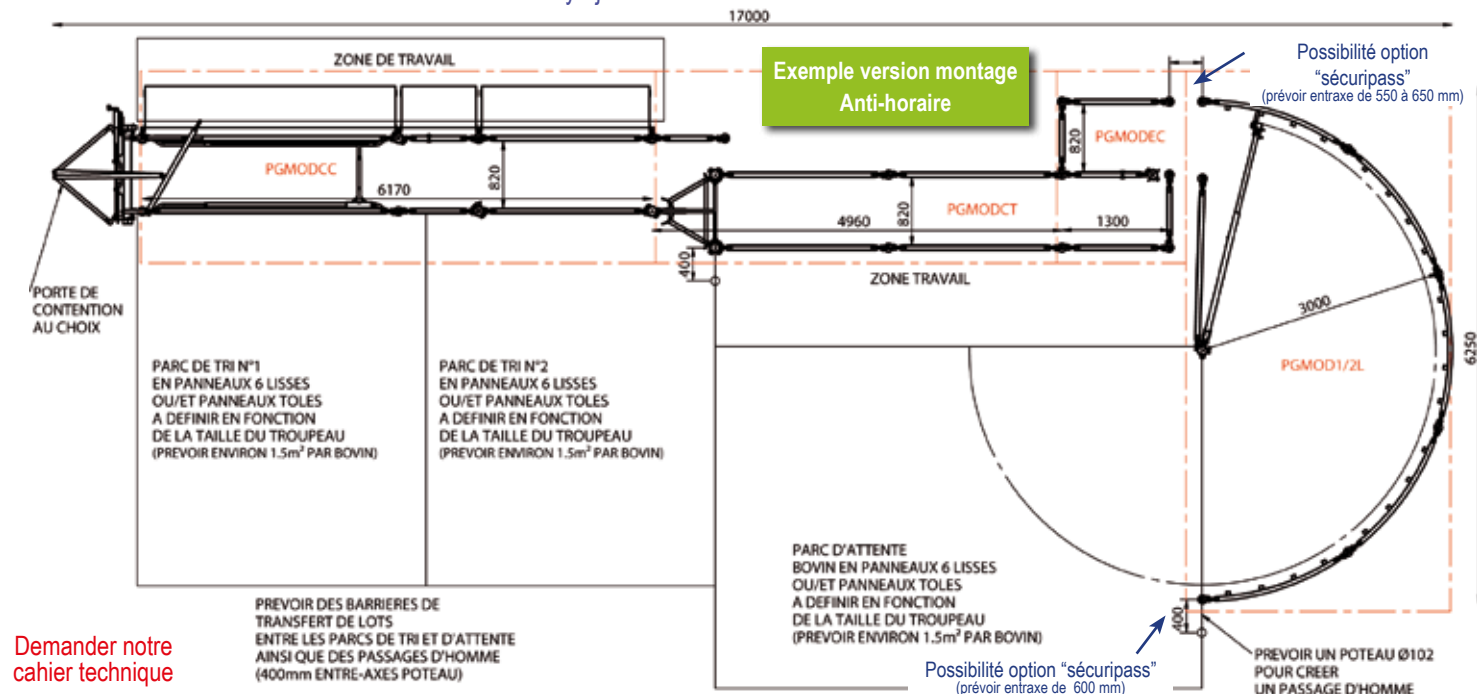 17000
ZONE DE TRAVAIL
Exemple version montage
Anti-horaire
Possibilité option
"sécuripass"
(prévoir entraxe de 550 à 650 mm)
PGMODCC
6170
820
PGMODEC
820
4960
820
PGMODCT
1300
400
ZONE TRAVAIL
PORTE DE
CONTENTION
AU CHOIX
3000
6250
PGMOD1/2L
PARC DE TRI N°1
EN PANNEAUX 6 LISSES
OU/ET PANNEAUX TOLES
A DEFINIR EN FONCTION
DE LA TAILLE DU TROUPEAU
(PREVOIR ENVIRON 1.5m² PAR BOVIN)
PARC DE TRI N°2
EN PANNEAUX 6 LISSES
OU/ET PANNEAUX TOLES
A DEFINIR EN FONCTION
DE LA TAILLE DU TROUPEAU
(PREVOIR ENVIRON 1.5m² PAR BOVIN)
PARC D'ATTENTE
BOVIN EN PANNEAUX 6 LISSES
OU/ET PANNEAUX TOLES
A DEFINIR EN FONCTION
DE LA TAILLE DU TROUPEAU
(PREVOIR ENVIRON 1.5m² PAR BOVIN)
400
PREVOIR DES BARRIERES DE
TRANSFERT DE LOTS
ENTRE LES PARCS DE TRI ET D'ATTENTE
AINSI QUE DES PASSAGES D'HOMME
(400mm ENTRE-AXES POTEAU)
Demander notre
cahier technique
Possibilité option "sécuripass"
(prévoir entraxe de 600 mm)
PREVOIR UN POTEAU Ø102
POUR CREER
UN PASSAGE D'HOMME